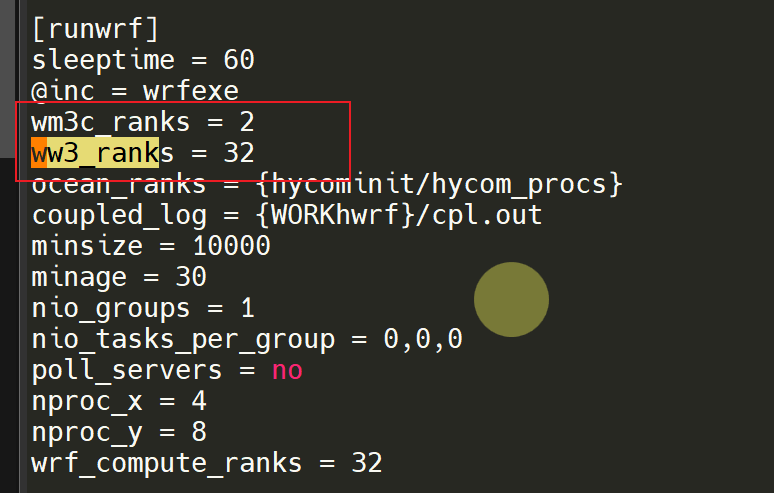 [runwrf]
sleeptime = 60
@inc = wrfexe
wm3c_ranks = 2
ww3_ranks = 32
ocean_ranks = {hycominit/hycom_procs}
coupled_log = {WORKhwrf}/cpl.out
minsize = 10000
minage = 30
nio_groups = 1
nio_tasks_per_group = 0,0,0
poll_servers = no
nproc_x = 4
nproc_y = 8
wrf_compute_ranks = 32